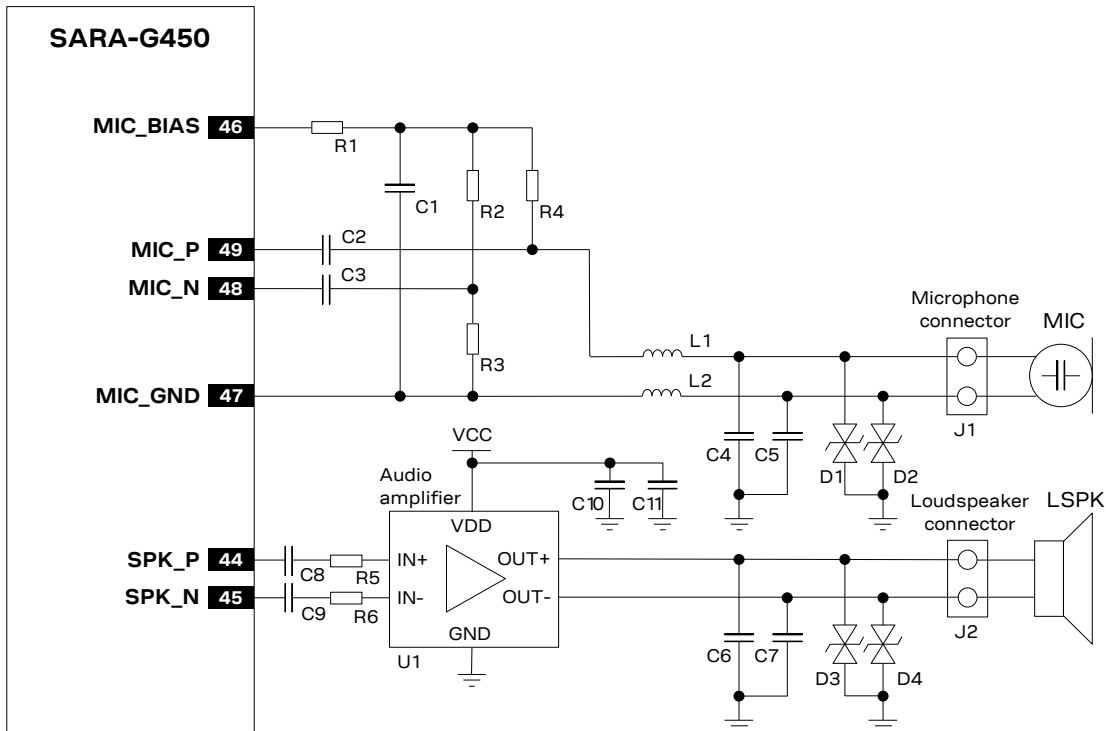 SARA-G450
MIC_BIAS 46
R1
C1
R2
R4
MIC_P 49
C2
MIC_N 48
C3
R3
Microphone
connector
MIC
L1
MIC_GND 47
L2
J1
VCC
C4
C5
D1
D2
Audio
amplifier
C10
C11
VDD
Loudspeaker
connector
LSPK
SPK_P 44
C8
R5
IN+
OUT+
SPK_N 45
C9
R6
IN-
OUT-
GND
U1
J2
C6
C7
D3
D4